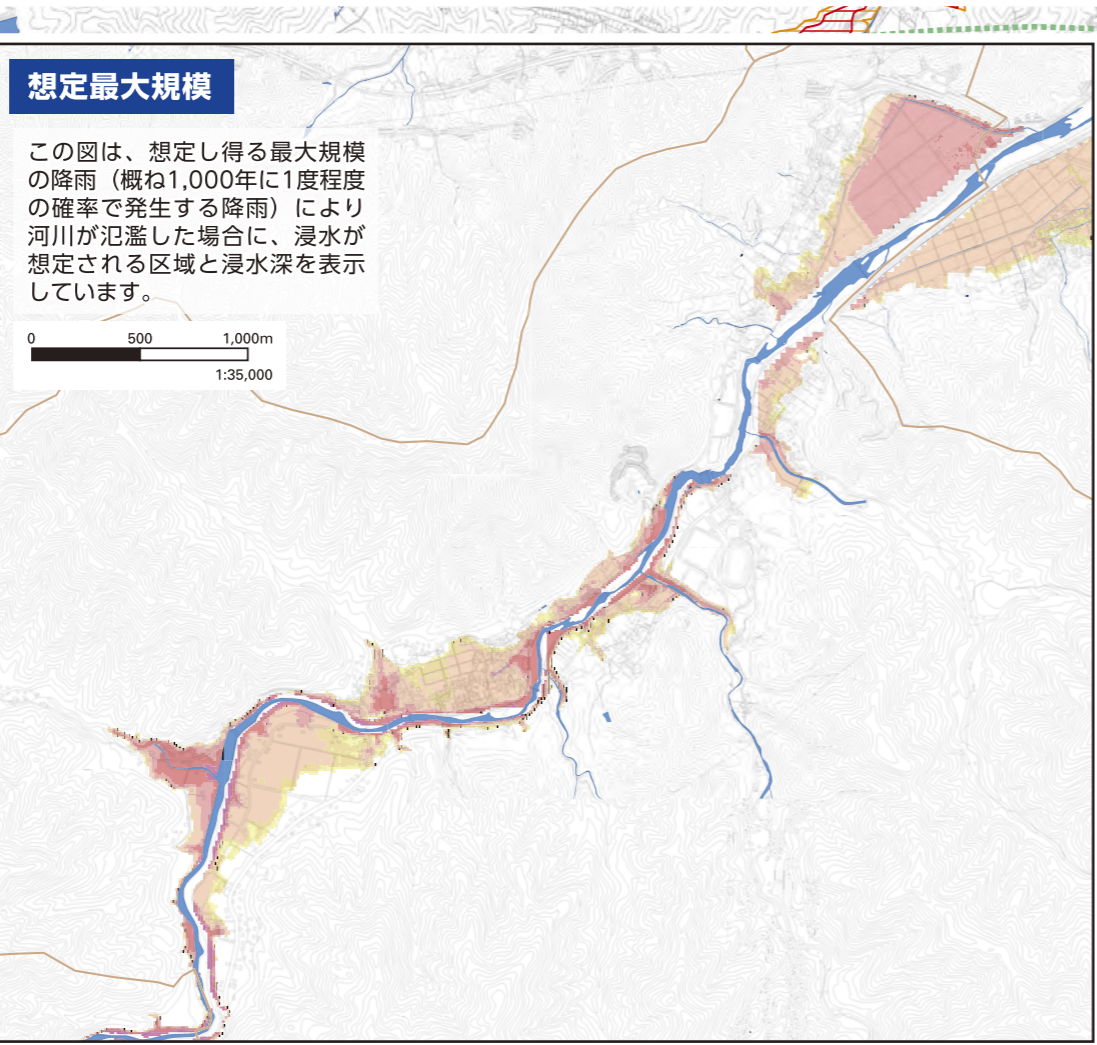 想定最大規模
この図は、想定し得る最大規模
の降雨（概ね1,000年に1度程度
の確率で発生する降雨）により
河川が氾濫した場合に、浸水が
想定される区域と浸水深を表示
しています。
0 500 1,000m
1:35,000